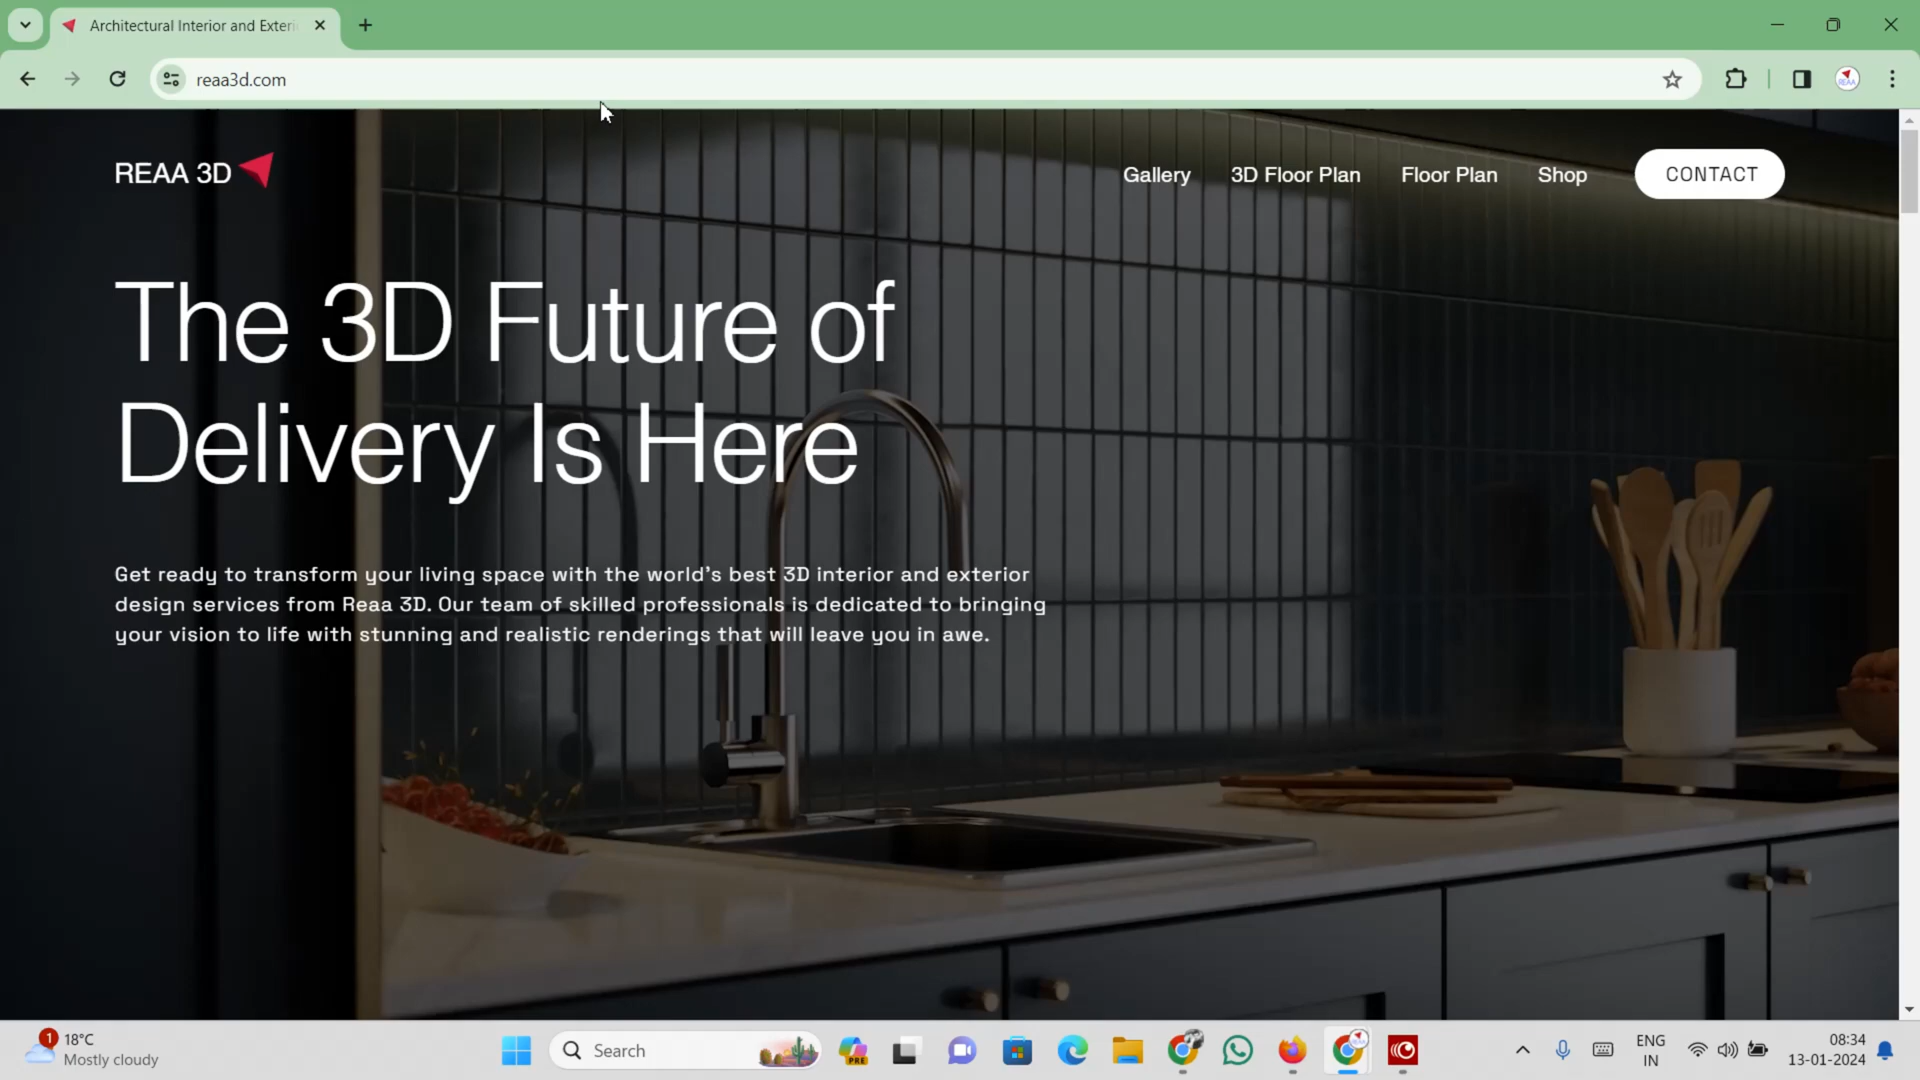 Architectural Interior and Exteri
reaa3d.com
REAA
REAA 3D
Gallery
3D Floor Plan
Floor Plan
Shop
CONTACT
The 3D Future of
Delivery Is Here
Get ready to transform your living space with the world's best 3D interior and exterior
design services from Reaa 3D. Our team of skilled professionals is dedicated to bringing
your vision to life with stunning and realistic renderings that will leave you in awe.
1
18°C
Mostly cloudy
Search
PRE
ENG
IN
08:34
13-01-2024